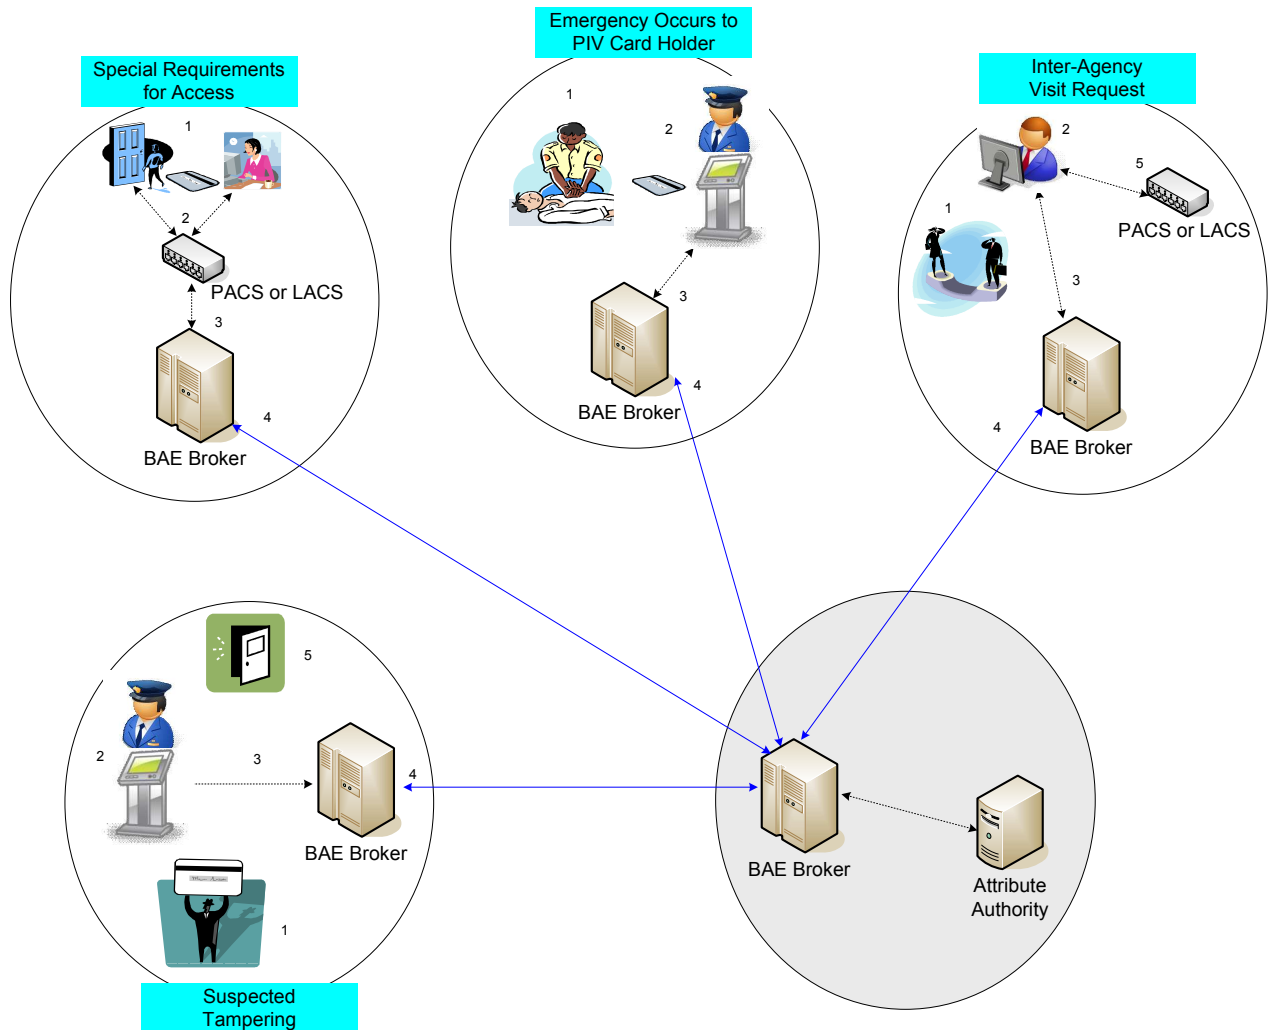 Emergency Occurs to
PIV Card Holder
Special Requirements
for Access
Inter-Agency
Visit Request
1
2
PACS or LACS
3
BAE Broker
4
1
2
3
4
BAE Broker
2
5
1
PACS or LACS
3
4
BAE Broker
5
2
3
4
BAE Broker
1
Suspected
Tampering
BAE Broker
Attribute
Authority